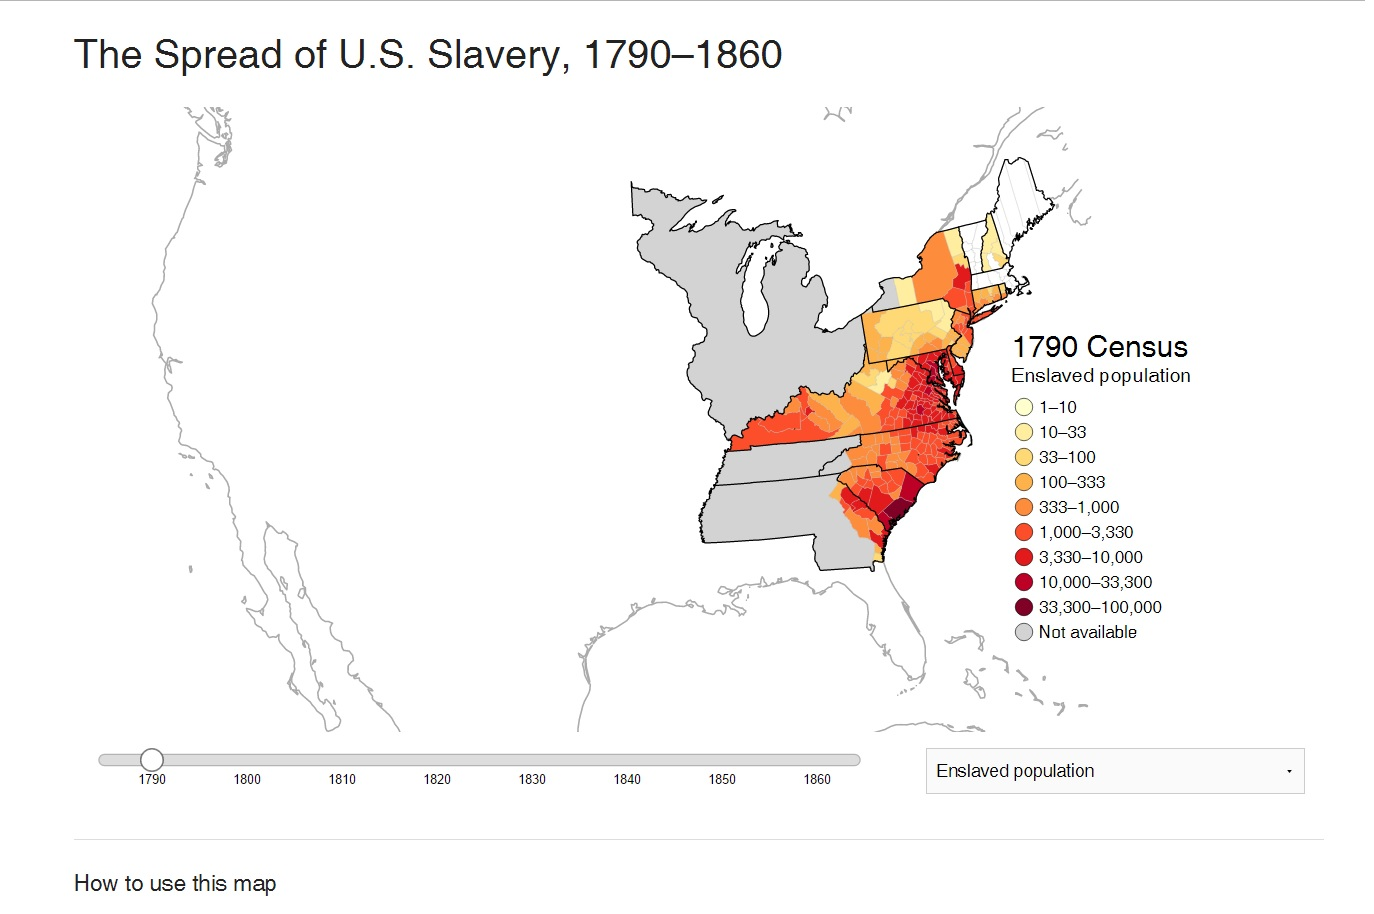 The Spread of U.S. Slavery, 1790–1860
1790 Census
Enslaved population
1–10
10–33
33–100
100–333
333–1,000
1,000–3,330
3,330–10,000
10,000–33,300
33,300–100,000
Not available
1790 1800 1810 1820 1830 1840 1850 1860
Enslaved population
How to use this map